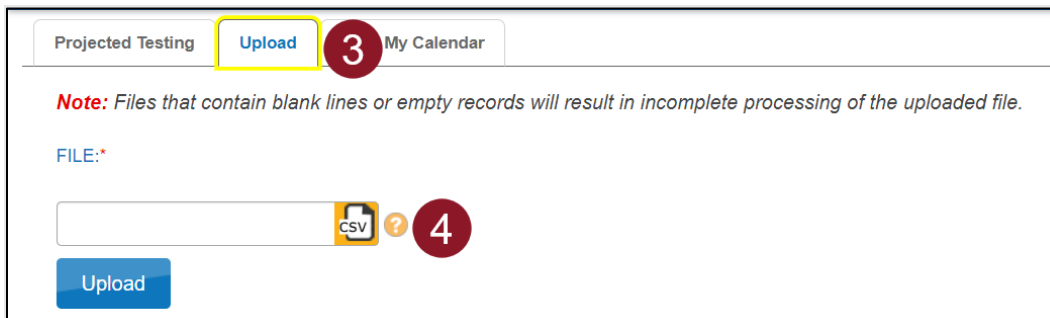 Projected Testing Upload 3 My Calendar
Note: Files that contain blank lines or empty records will result in incomplete processing of the uploaded file.
FILE:*
CSV ? 4
Upload